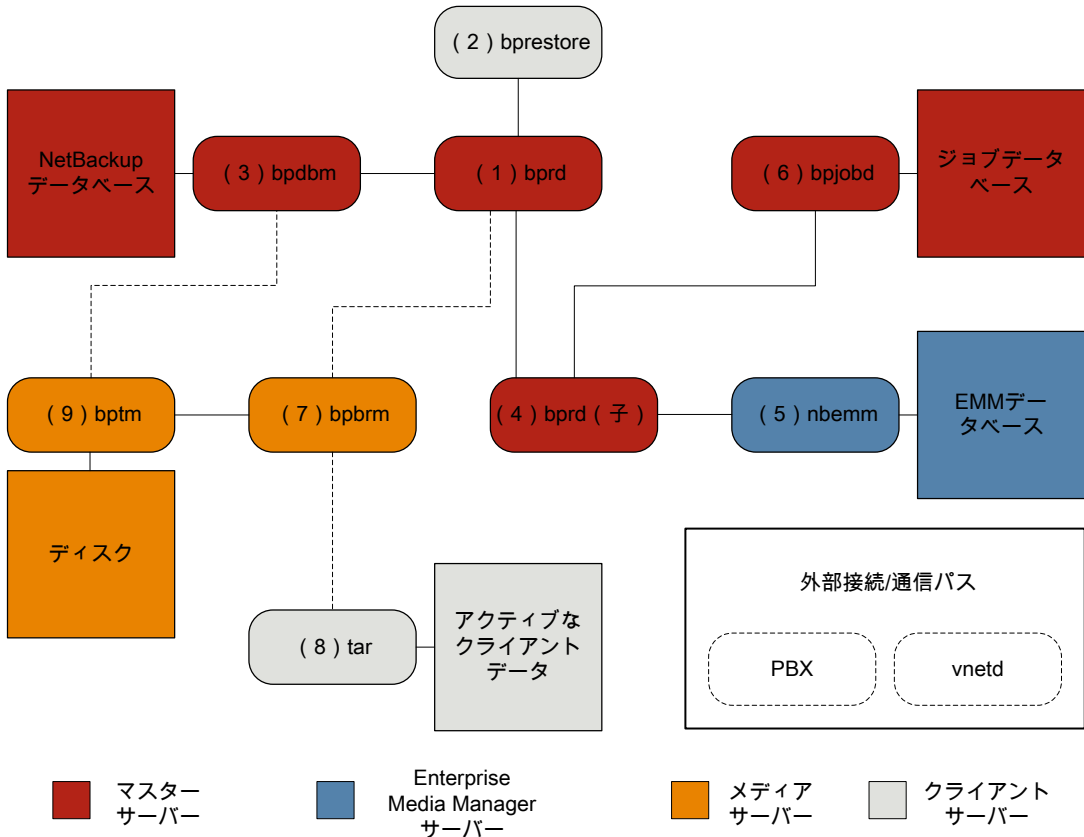 ( 2 ) bprestore
NetBackup
データベース
( 3 ) bpdbm
( 1 ) bprd
( 6 ) bpjobd
ジョブデータ
ベース
( 9 ) bptm
( 7 ) bpbrm
( 4 ) bprd ( 子 )
( 5 ) nbemm
EMMデー
タベース
ディスク
( 8 ) tar
アクティブな
クライアント
データ
外部接続/通信パス
PBX
vnetd
マスター
サーバー
Enterprise
Media Manager
サーバー
メディア
サーバー
クライアント
サーバー